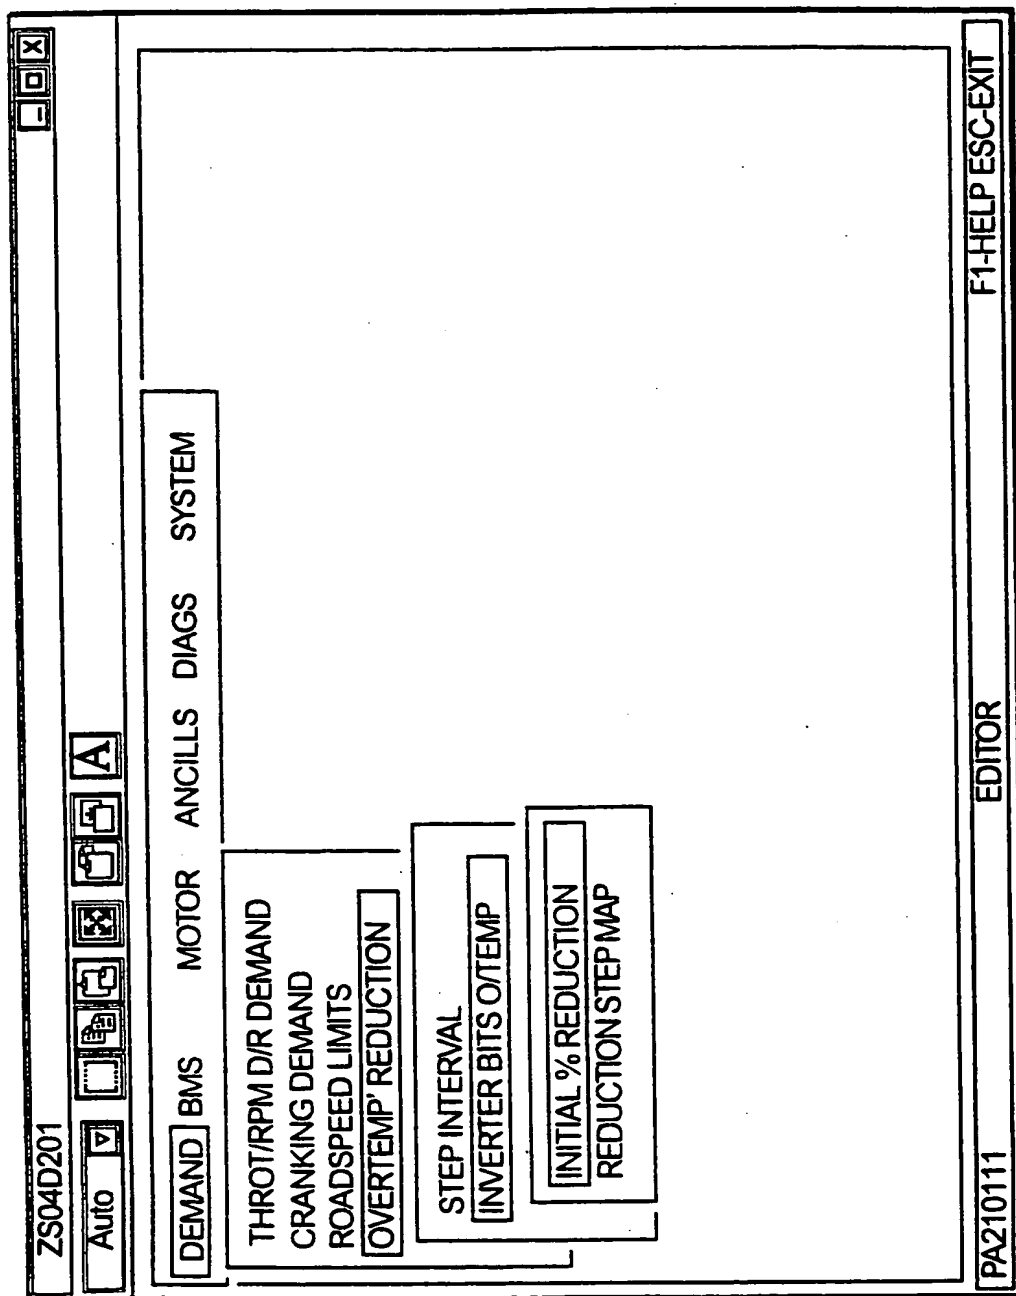 ZS04D201
Auto A
DEMAND BMS MOTOR ANCILLS DIAGS SYSTEM
THROT/RPM D/R DEMAND
CRANKING DEMAND
ROADSPEED LIMITS
OVERTEMP' REDUCTION
STEP INTERVAL
INVERTER BITS O/TEMP
INITIAL % REDUCTION
REDUCTION STEP MAP
PA210111 EDITOR F1-HELP ESC-EXIT